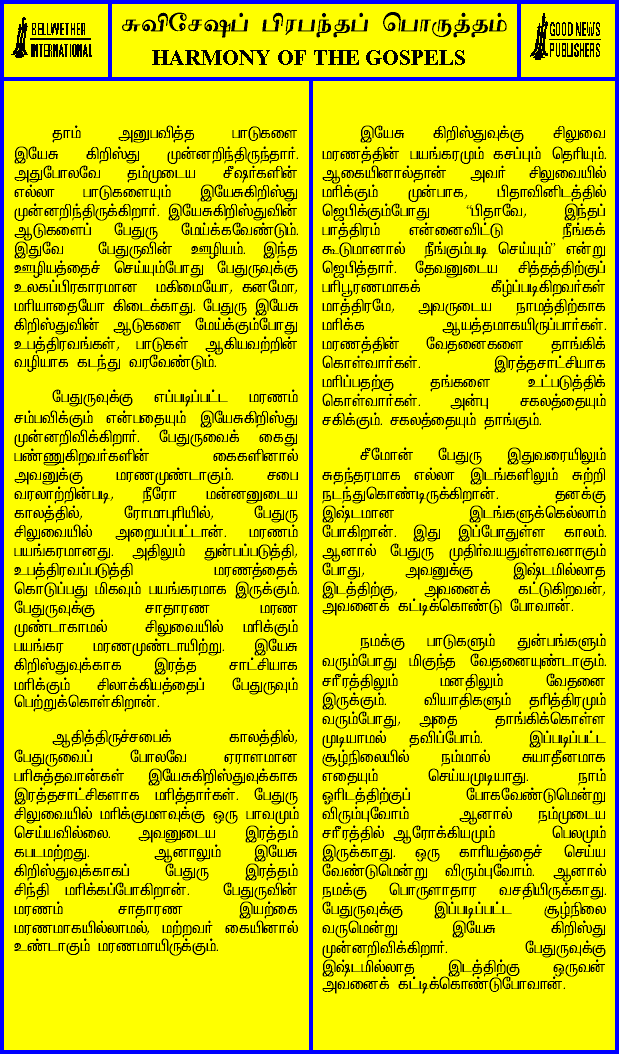 BELLWETHER
INTERNATIONAL
சுவிசேஷப் பிரபந்தப் பொருத்தம்
HARMONY OF THE GOSPELS
GOOD NEWS
PUBLISHERS
தாம் அனுபவித்த பாடுகளை
இயேசு கிறிஸ்து முன்னறிந்திருந்தார்.
அதுபோலவே தம்முடைய சீஷர்களின்
எல்லா பாடுகளையும் இயேசுகிறிஸ்து
முன்னறிந்திருக்கிறார். இயேசுகிறிஸ்துவின்
ஆடுகளைப் பேதுரு மேய்க்கவேண்டும்.
இதுவே பேதுருவின் ஊழியம். இந்த
ஊழியத்தைச் செய்யும்போது பேதுருவுக்கு
உலகப்பிரகாரமான மகிமையோ, கனமோ,
மரியாதையோ கிடைக்காது. பேதுரு இயேசு
கிறிஸ்துவின் ஆடுகளை மேய்க்கும்போது
உபத்திரவங்கள், பாடுகள் ஆகியவற்றின்
வழியாக கடந்து வரவேண்டும்.
பேதுருவுக்கு எப்படிப்பட்ட மரணம்
சம்பவிக்கும் என்பதையும் இயேசுகிறிஸ்து
முன்னறிவிக்கிறார். பேதுருவைக் கைது
பண்ணுகிறவர்களின் கைகளினால்
அவனுக்கு மரணமுண்டாகும். சபை
வரலாற்றின்படி, நீரோ மன்னனுடைய
காலத்தில், ரோமாபுரியில், பேதுரு
சிலுவையில் அறையப்பட்டான். மரணம்
பயங்கரமானது. அதிலும் துன்பப்படுத்தி,
உபத்திரவப்படுத்தி மரணத்தைக்
கொடுப்பது மிகவும் பயங்கரமாக இருக்கும்.
பேதுருவுக்கு சாதாரண மரண
முண்டாகாமல் சிலுவையில் மரிக்கும்
பயங்கர மரணமுண்டாயிற்று. இயேசு
கிறிஸ்துவுக்காக இரத்த சாட்சியாக
மரிக்கும் சிலாக்கியத்தைப் பேதுருவும்
பெற்றுக்கொள்கிறான்.
ஆதித்திருச்சபைக் காலத்தில்,
பேதுருவைப் போலவே ஏராளமான
பரிசுத்தவான்கள் இயேசுகிறிஸ்துவுக்காக
இரத்தசாட்சிகளாக மரித்தார்கள். பேதுரு
சிலுவையில் மரிக்குமளவுக்கு ஒரு பாவமும்
செய்யவில்லை. அவனுடைய இரத்தம்
கபடமற்றது. ஆனாலும் இயேசு
கிறிஸ்துவுக்காகப் பேதுரு இரத்தம்
சிந்தி மரிக்கப்போகிறான். பேதுருவின்
மரணம் சாதாரண இயற்கை
மரணமாகயில்லாமல், மற்றவர் கையினால்
உண்டாகும் மரணமாயிருக்கும்.
இயேசு கிறிஸ்துவுக்கு சிலுவை
மரணத்தின் பயங்கரமும் கசப்பும் தெரியும்.
ஆகையினால்தான் அவர் சிலுவையில்
மரிக்கும் முன்பாக, பிதாவினிடத்தில்
ஜெபிக்கும்போது “பிதாவே, இந்தப்
பாத்திரம் என்னைவிட்டு நீங்கக்
கூடுமானால் நீங்கும்படி செய்யும்” என்று
ஜெபித்தார். தேவனுடைய சித்தத்திற்குப்
பரிபூரணமாகக் கீழ்ப்படிகிறவர்கள்
மாத்திரமே, அவருடைய நாமத்திற்காக
மரிக்க ஆயத்தமாகயிருப்பார்கள்.
மரணத்தின் வேதனைகளை தாங்கிக்
கொள்வார்கள். இரத்தசாட்சியாக
மரிப்பதற்கு தங்களை உட்படுத்திக்
கொள்வார்கள். அன்பு சகலத்தையும்
சகிக்கும். சகலத்தையும் தாங்கும்.
சீமோன் பேதுரு இதுவரையிலும்
சுதந்தரமாக எல்லா இடங்களிலும் சுற்றி
நடந்துகொண்டிருக்கிறான். தனக்கு
இஷ்டமான இடங்களுக்கெல்லாம்
போகிறான். இது இப்போதுள்ள காலம்.
ஆனால் பேதுரு முதிர்வயதுள்ளவனாகும்
போது, அவனுக்கு இஷ்டமில்லாத
இடத்திற்கு, அவனைக் கட்டுகிறவன்,
அவனைக் கட்டிக்கொண்டு போவான்.
நமக்கு பாடுகளும் துன்பங்களும்
வரும்போது மிகுந்த வேதனையுண்டாகும்.
சரீரத்திலும் மனதிலும் வேதனை
இருக்கும். வியாதிகளும் தரித்திரமும்
வரும்போது, அதை தாங்கிக்கொள்ள
முடியாமல் தவிப்போம். இப்படிப்பட்ட
சூழ்நிலையில் நம்மால் சுயாதீனமாக
எதையும் செய்யமுடியாது. நாம்
ஓரிடத்திற்குப் போகவேண்டுமென்று
விரும்புவோம் ஆனால் நம்முடைய
சரீரத்தில் ஆரோக்கியமும் பெலமும்
இருக்காது. ஒரு காரியத்தைச் செய்ய
வேண்டுமென்று விரும்புவோம். ஆனால்
நமக்கு பொருளாதார வசதியிருக்காது.
பேதுருவுக்கு இப்படிப்பட்ட சூழ்நிலை
வருமென்று இயேசு கிறிஸ்து
முன்னறிவிக்கிறார். பேதுருவுக்கு
இஷ்டமில்லாத இடத்திற்கு ஒருவன்
அவனைக் கட்டிக்கொண்டுபோவான்.